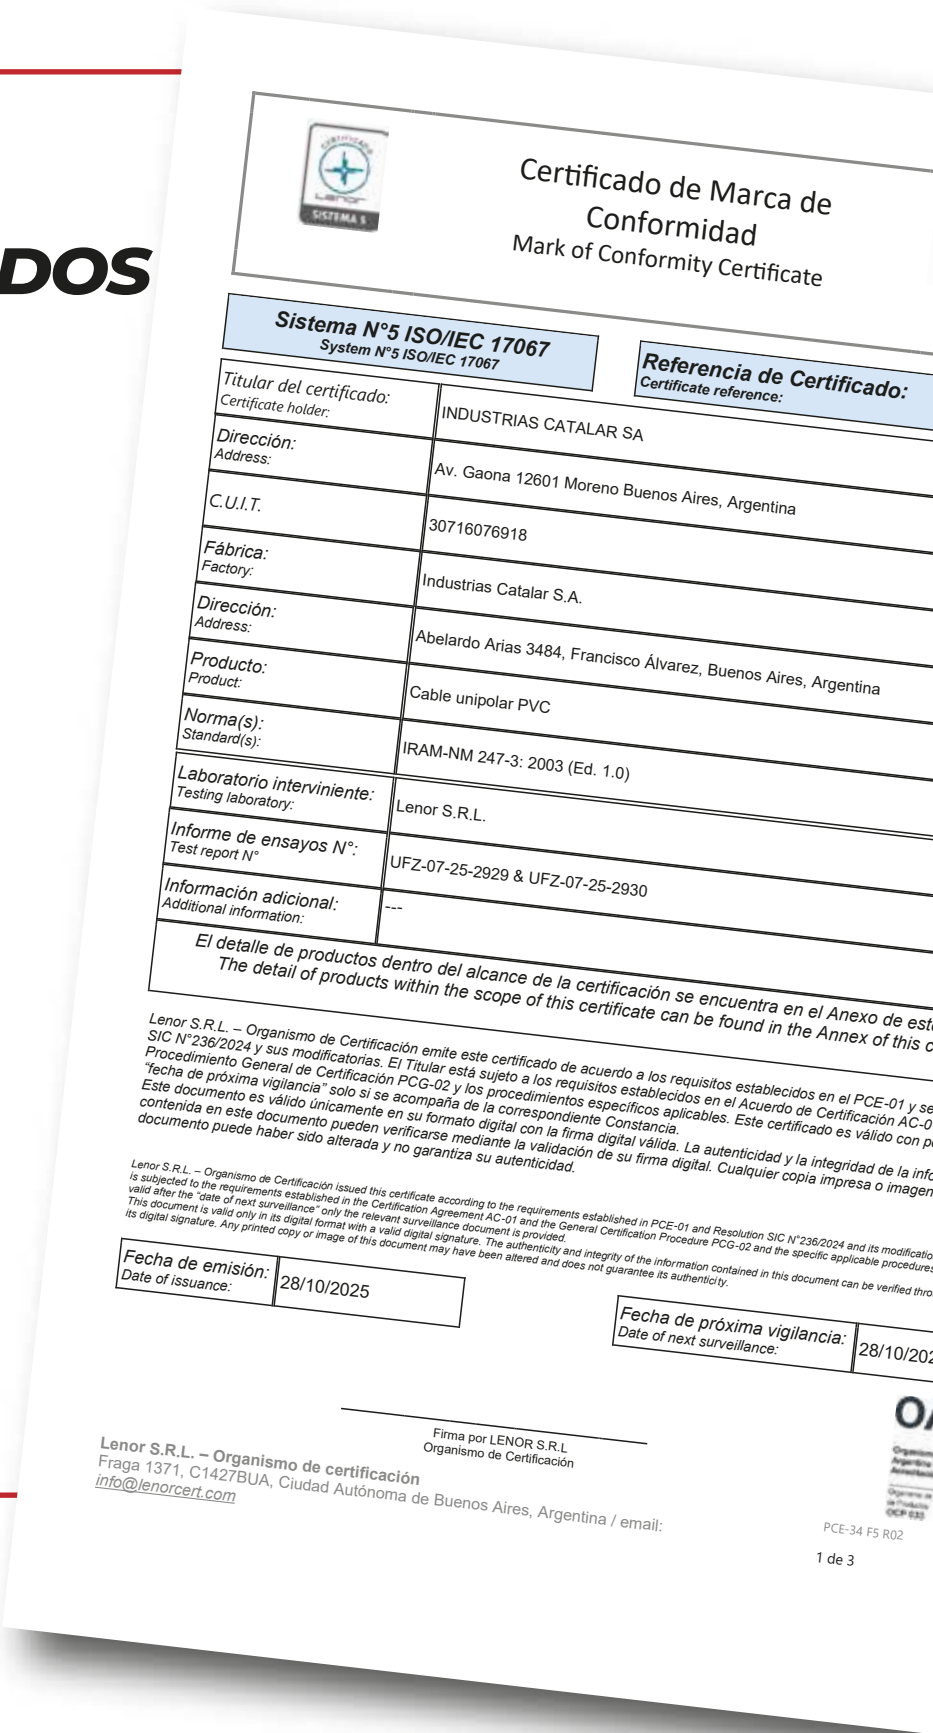 DOS
CERTIFICADO
Lenor
SISTEMA 5
Certificado de Marca de
Conformidad
Mark of Conformity Certificate
Sistema N°5 ISO/IEC 17067
System N°5 ISO/IEC 17067
Referencia de Certificado:
Certificate reference:
Titular del certificado:
Certificate holder:
INDUSTRIAS CATALAR SA
Dirección:
Address:
Av. Gaona 12601 Moreno Buenos Aires, Argentina
C.U.I.T.
30716076918
Fábrica:
Factory:
Industrias Catalar S.A.
Dirección:
Address:
Abelardo Arias 3484, Francisco Álvarez, Buenos Aires, Argentina
Producto:
Product:
Cable unipolar PVC
Norma(s):
Standard(s):
IRAM-NM 247-3: 2003 (Ed. 1.0)
Laboratorio interviniente:
Testing laboratory:
Lenor S.R.L.
Informe de ensayos N°:
Test report N°
UFZ-07-25-2929 & UFZ-07-25-2930
Información adicional:
Additional information:
---
El detalle de productos dentro del alcance de la certificación se encuentra en el Anexo de este
The detail of products within the scope of this certificate can be found in the Annex of this c
Lenor S.R.L. – Organismo de Certificación emite este certificado de acuerdo a los requisitos establecidos en el PCE-01 y se
SIC N°236/2024 y sus modificatorias. El Titular está sujeto a los requisitos establecidos en el Acuerdo de Certificación AC-0
Procedimiento General de Certificación PCG-02 y los procedimientos específicos aplicables. Este certificado es válido con po
“fecha de próxima vigilancia” solo si se acompaña de la correspondiente Constancia.
Este documento es válido únicamente en su formato digital con la firma digital válida. La autenticidad y la integridad de la info
contenida en este documento pueden verificarse mediante la validación de su firma digital. Cualquier copia impresa o imagen
documento puede haber sido alterada y no garantiza su autenticidad.
Lenor S.R.L. – Organismo de Certificación issued this certificate according to the requirements established in PCE-01 and Resolution SIC N°236/2024 and its modification
is subjected to the requirements established in the Certification Agreement AC-01 and the General Certification Procedure PCG-02 and the specific applicable procedures
valid after the “date of next surveillance” only the relevant surveillance document is provided.
This document is valid only in its digital format with a valid digital signature. The authenticity and integrity of the information contained in this document can be verified thro
its digital signature. Any printed copy or image of this document may have been altered and does not guarantee its authenticity.
Fecha de emisión:
Date of issuance:
28/10/2025
Fecha de próxima vigilancia:
Date of next surveillance:
28/10/202
Firma por LENOR S.R.L
Organismo de Certificación
Lenor S.R.L. – Organismo de certificación
Fraga 1371, C1427BUA, Ciudad Autónoma de Buenos Aires, Argentina / email:
info@lenorcert.com
OA
Organismo
Argentino
Acreditación
PCE-34 F5 R02
1 de 3